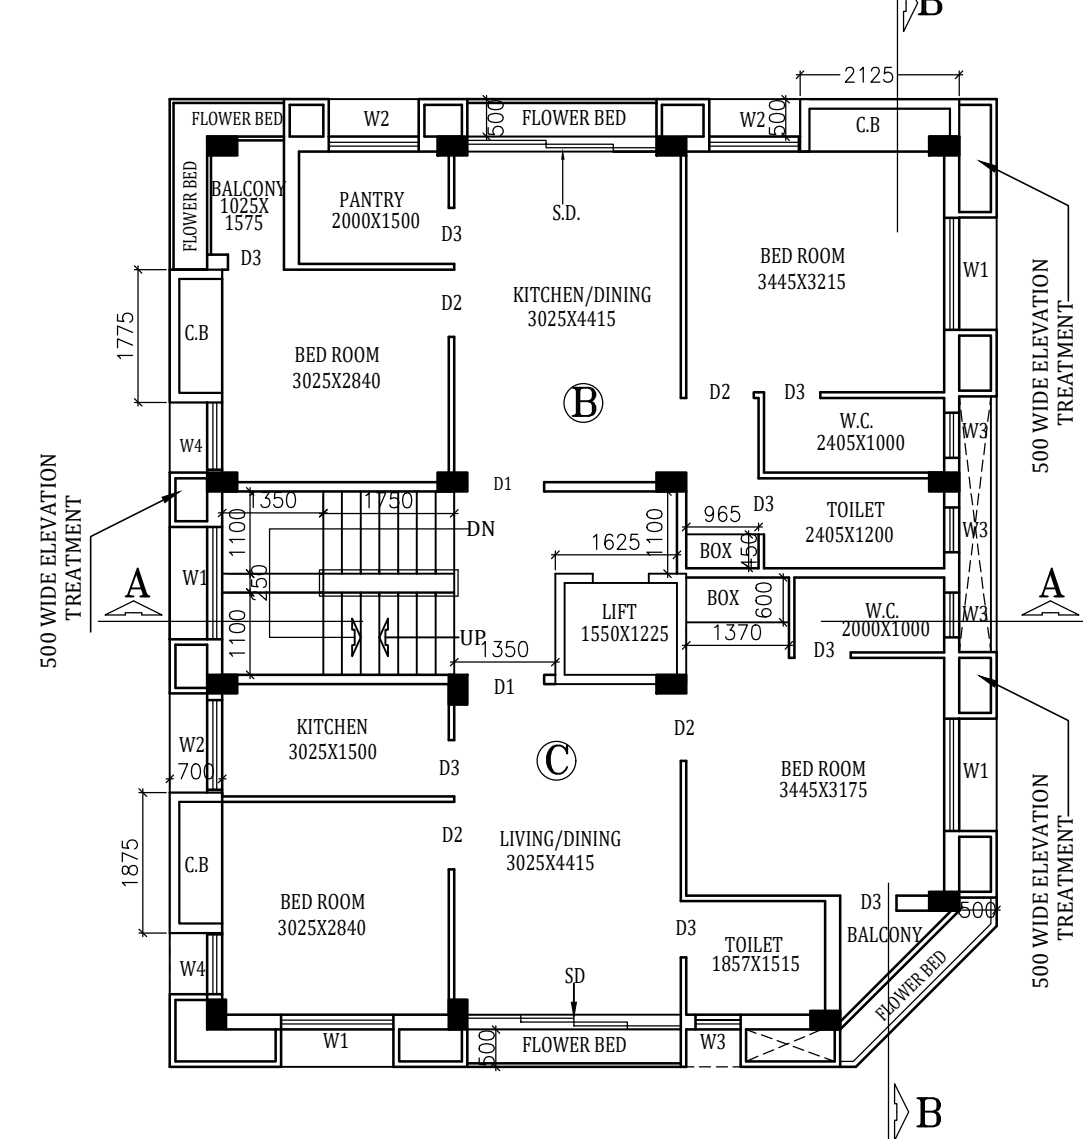 B
2125
FLOWER BED
W2
500
FLOWER BED
W2
500
C.B
FLOWER BED
BALCONY
1025X
1575
PANTRY
2000X1500
S.D.
D3
D3
BED ROOM
3445X3215
W1
500 WIDE ELEVATION
TREATMENT
1775
C.B
D2
KITCHEN/DINING
3025X4415
BED ROOM
3025X2840
B
D2
D3
W.C.
2405X1000
W3
W4
500 WIDE ELEVATION
TREATMENT
1350
1750
D1
DN
1100
250
1100
W1
UP
1350
1625
1100
965
450
D3
TOILET
2405X1200
W3
BOX
BOX
600
1370
LIFT
1550X1225
W.C.
2000X1000
W3
D3
A
A
D1
KITCHEN
3025X1500
W2
700
D3
C
D2
BED ROOM
3445X3175
W1
500 WIDE ELEVATION
TREATMENT
1875
C.B
D2
LIVING/DINING
3025X4415
BED ROOM
3025X2840
D3
500
D3
TOILET
1857X1515
BALCONY
FLOWER BED
W4
SD
W1
500
FLOWER BED
W3
B